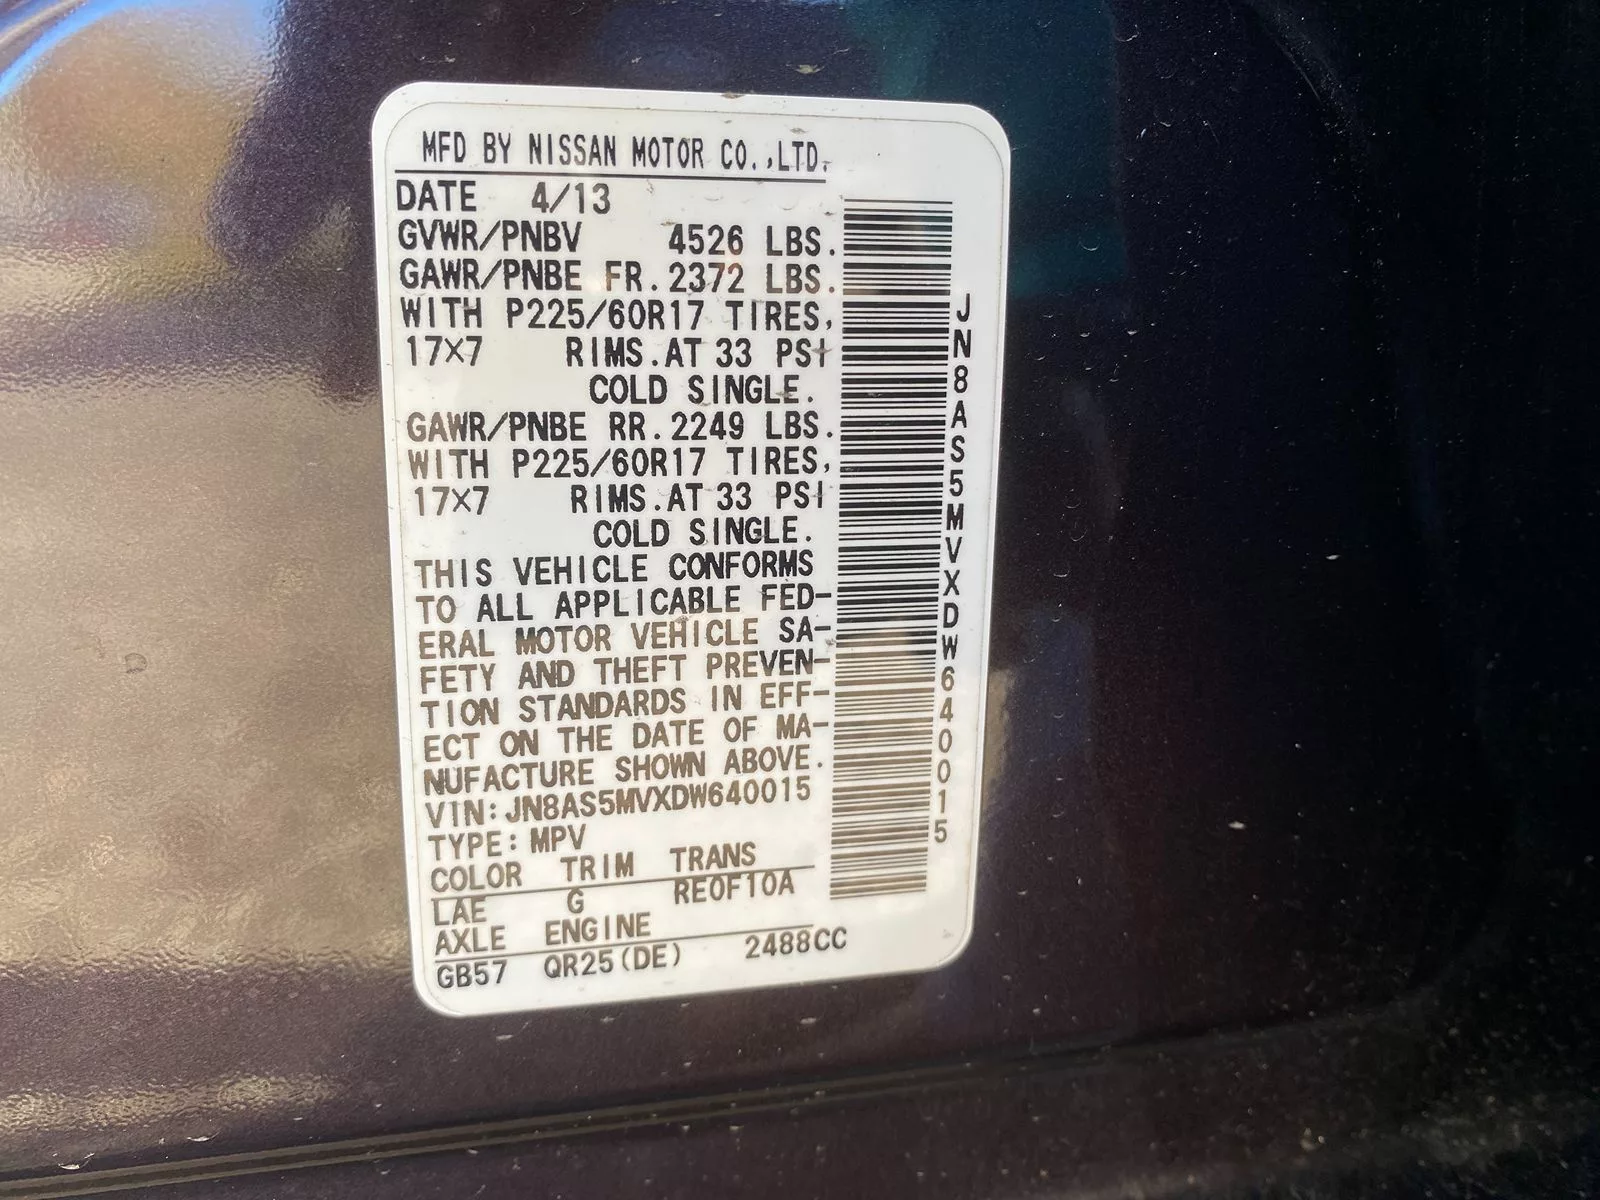 MFD BY NISSAN MOTOR CO.,LTD.
DATE 4/13
GVWR/PNBV 4526 LBS.
GAWR/PNBE FR.2372 LBS.
WITH P225/60R17 TIRES,
17X7 RIMS.AT 33 PSI
COLD SINGLE.
GAWR/PNBE RR.2249 LBS.
WITH P225/60R17 TIRES,
17X7 RIMS.AT 33 PSI
COLD SINGLE.
THIS VEHICLE CONFORMS
TO ALL APPLICABLE FED-
ERAL MOTOR VEHICLE SA-
FETY AND THEFT PREVEN-
TION STANDARDS IN EFF-
ECT ON THE DATE OF MA-
NUFACTURE SHOWN ABOVE.
VIN:JN8AS5MVXDW640015
TYPE:MPV
COLOR TRIM TRANS
LAE G RE0F10A
AXLE ENGINE
GB57 QR25(DE) 2488CC
JN8AS5MVXDW640015